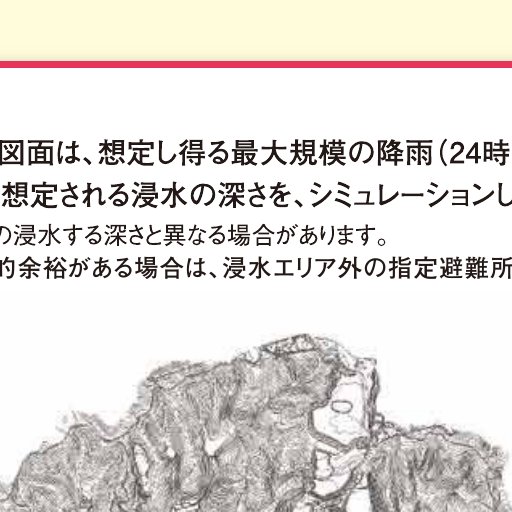 図面は、想定し得る最大規模の降雨（24時
想定される浸水の深さを、シミュレーションし
の浸水する深さと異なる場合があります。
的余裕がある場合は、浸水エリア外の指定避難所